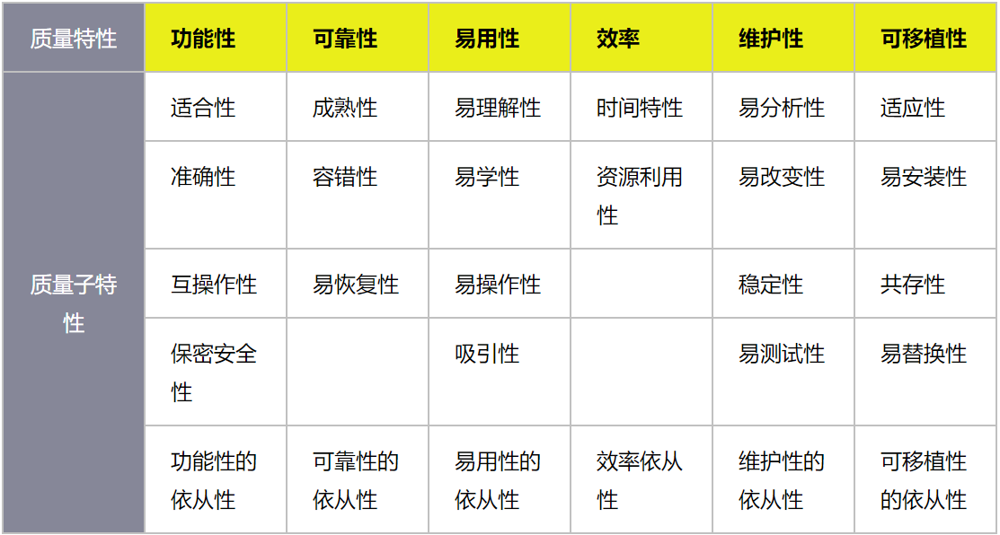 质量特性 功能性 可靠性 易用性 效率 维护性 可移植性
适合性 成熟性 易理解性 时间特性 易分析性 适应性
准确性 容错性 易学性 资源利用 易改变性 易安装性
性
质量子特
性
互操作性 易恢复性 易操作性 稳定性 共存性
保密安全 吸引性 易测试性 易替换性
性
功能性的 可靠性的 易用性的 效率依从 维护性的 可移植性
依从性 依从性 依从性 性 依从性 的依从性